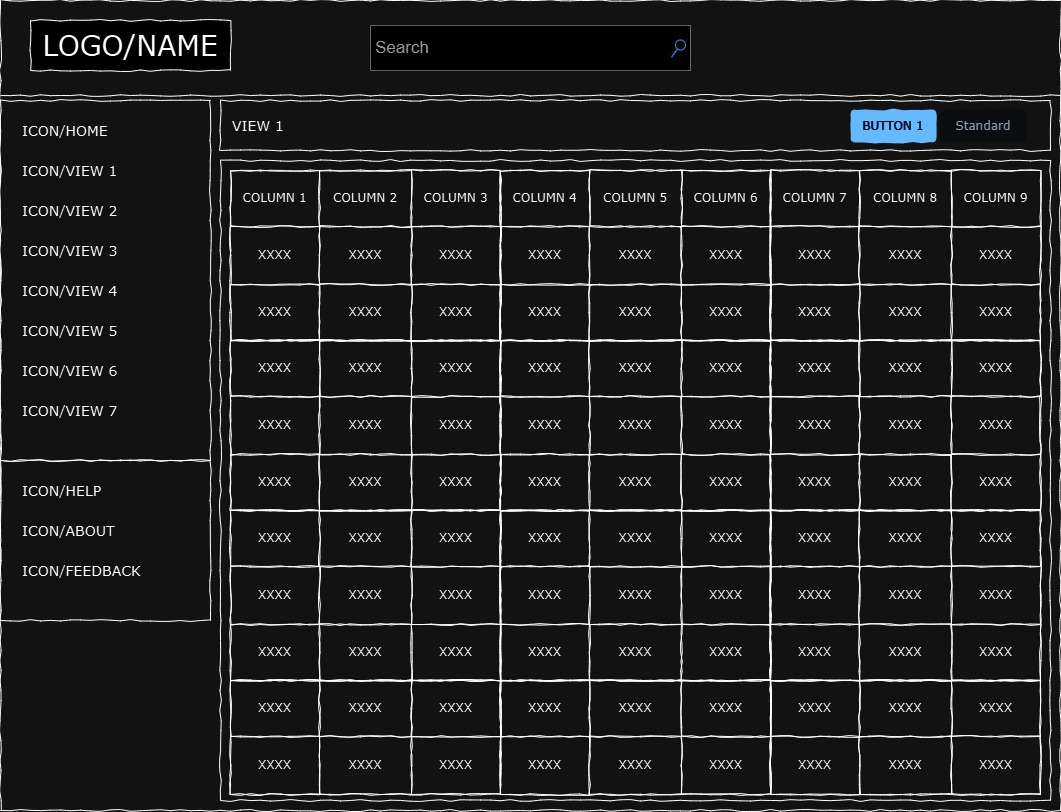 LOGO/NAME
Search
ICON/HOME
ICON/VIEW 1
ICON/VIEW 2
ICON/VIEW 3
ICON/VIEW 4
ICON/VIEW 5
ICON/VIEW 6
ICON/VIEW 7
ICON/HELP
ICON/ABOUT
ICON/FEEDBACK
VIEW 1 BUTTON 1 Standard
COLUMN 1 COLUMN 2 COLUMN 3 COLUMN 4 COLUMN 5 COLUMN 6 COLUMN 7 COLUMN 8 COLUMN 9
XXXX XXXX XXXX XXXX XXXX XXXX XXXX XXXX XXXX
XXXX XXXX XXXX XXXX XXXX XXXX XXXX XXXX XXXX
XXXX XXXX XXXX XXXX XXXX XXXX XXXX XXXX XXXX
XXXX XXXX XXXX XXXX XXXX XXXX XXXX XXXX XXXX
XXXX XXXX XXXX XXXX XXXX XXXX XXXX XXXX XXXX
XXXX XXXX XXXX XXXX XXXX XXXX XXXX XXXX XXXX
XXXX XXXX XXXX XXXX XXXX XXXX XXXX XXXX XXXX
XXXX XXXX XXXX XXXX XXXX XXXX XXXX XXXX XXXX
XXXX XXXX XXXX XXXX XXXX XXXX XXXX XXXX XXXX
XXXX XXXX XXXX XXXX XXXX XXXX XXXX XXXX XXXX